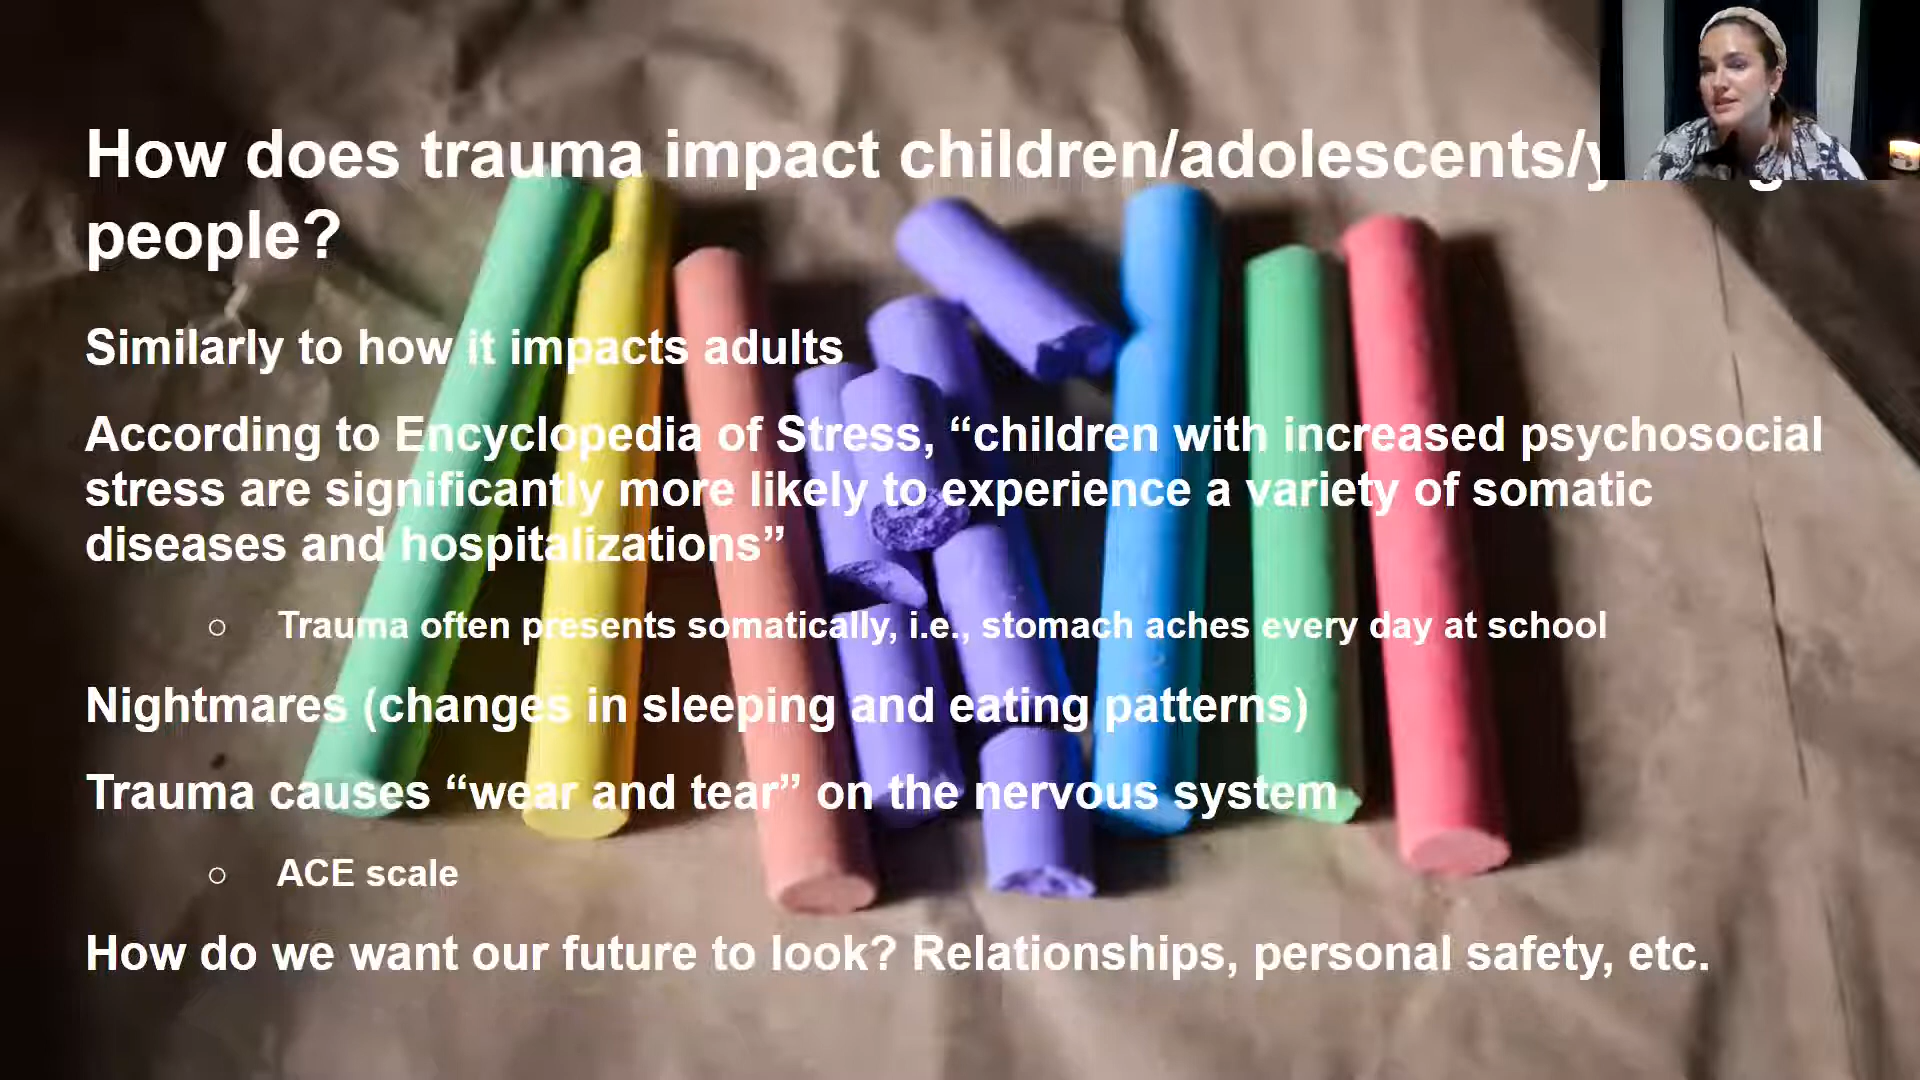 How does trauma impact children/adolescents/
people?
Similarly to how it impacts adults
According to Encyclopedia of Stress, “children with increased psychosocial
stress are significantly more likely to experience a variety of somatic
diseases and hospitalizations”
○ Trauma often presents somatically, i.e., stomach aches every day at school
Nightmares (changes in sleeping and eating patterns)
Trauma causes “wear and tear” on the nervous system
○ ACE scale
How do we want our future to look? Relationships, personal safety, etc.